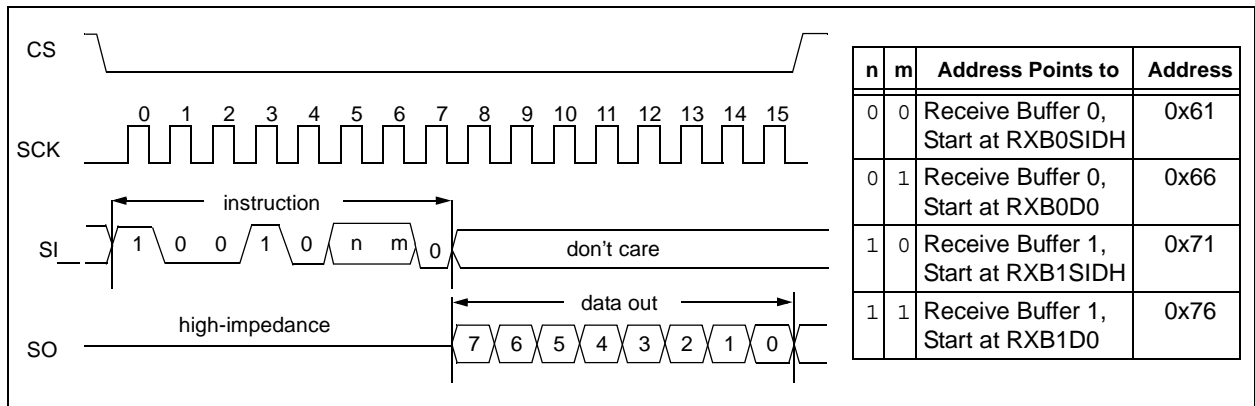 CS
0 1 2 3 4 5 6 7 8 9 10 11 12 13 14 15
SCK
instruction
SI
1 0 0 1 0 n m 0
don't care
data out
high-impedance
SO
7 6 5 4 3 2 1 0
n m Address Points to Address
0 0 Receive Buffer 0, 0x61
Start at RXB0SIDH
0 1 Receive Buffer 0, 0x66
Start at RXB0D0
1 0 Receive Buffer 1, 0x71
Start at RXB1SIDH
1 1 Receive Buffer 1, 0x76
Start at RXB1D0